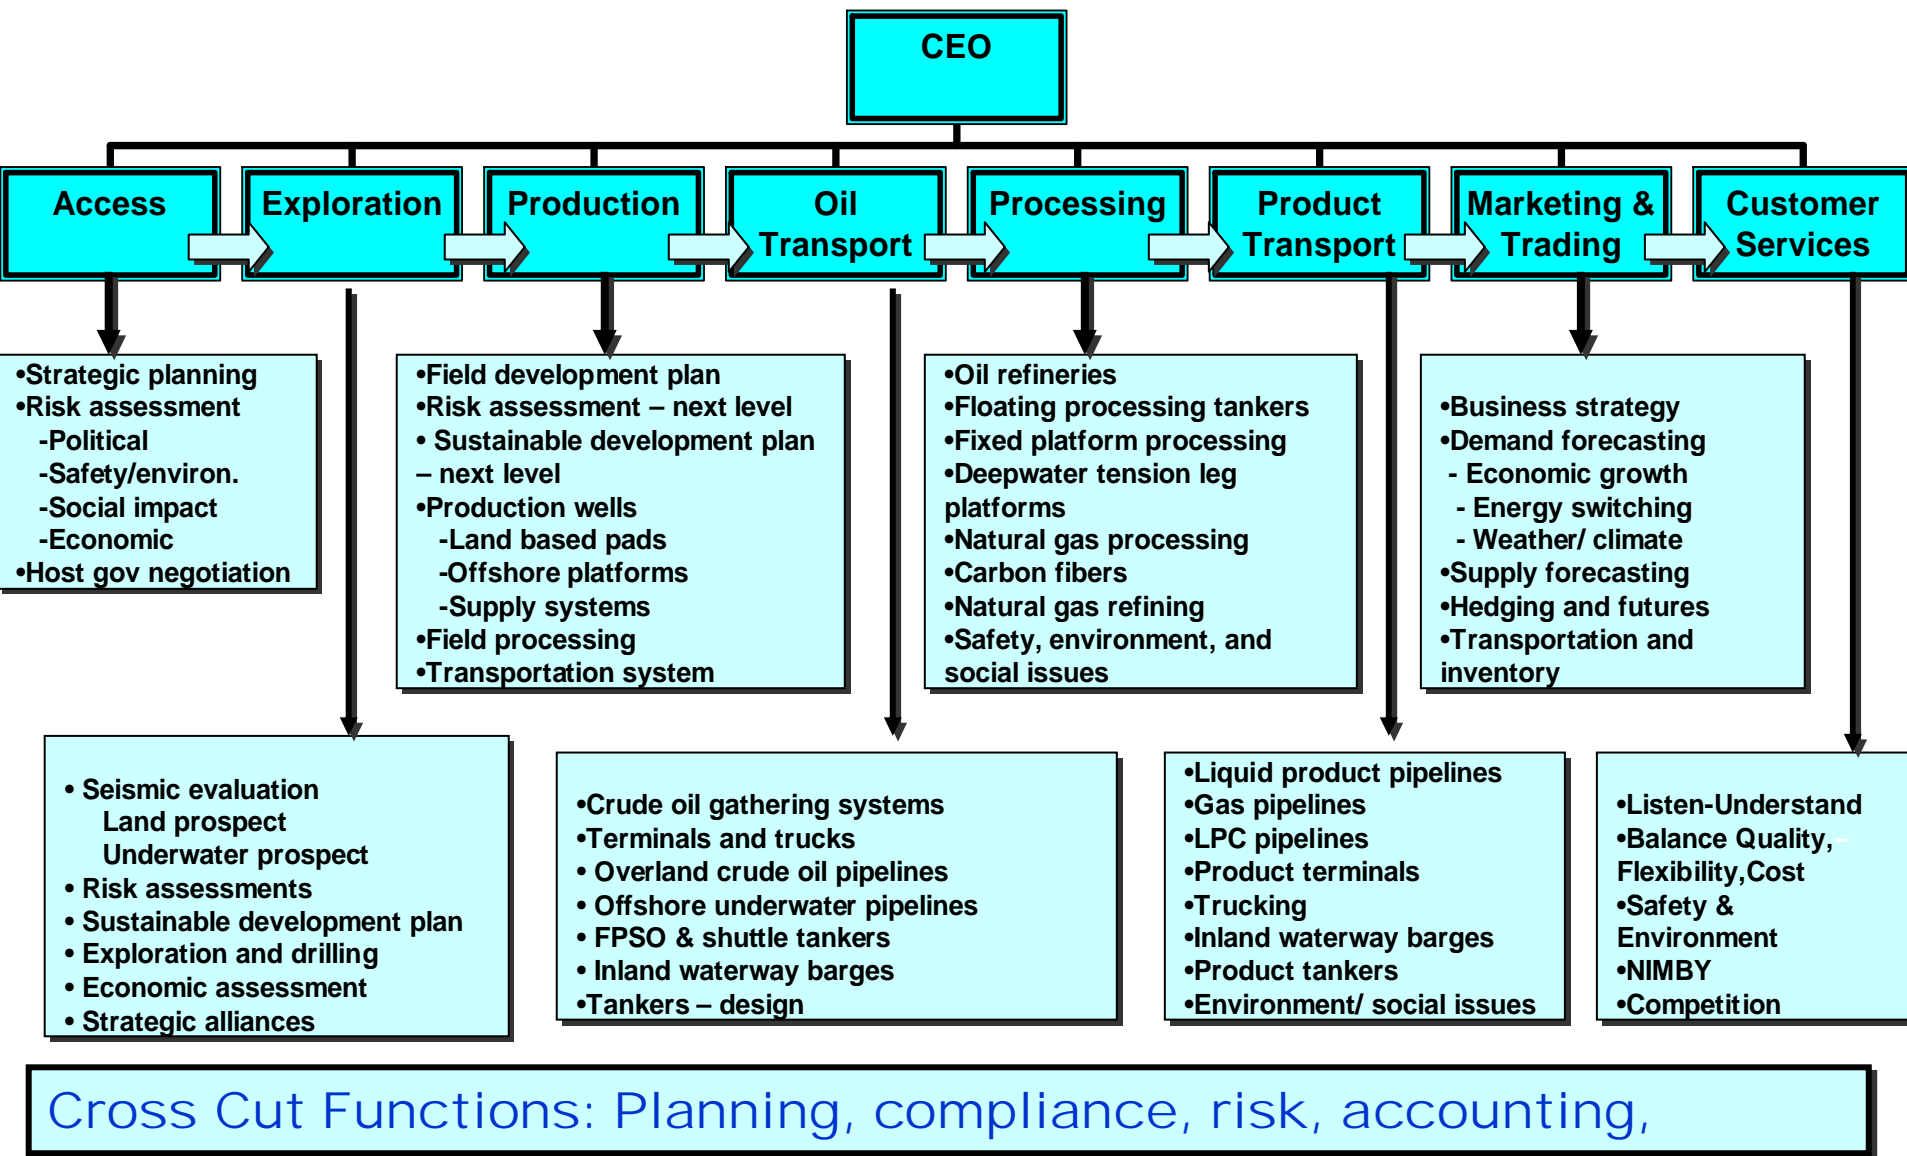 CEO
Access
Exploration
Production
Oil
Transport
Processing
Product
Transport
Marketing &
Trading
Customer
Services
•Strategic planning
•Risk assessment
-Political
-Safety/environ.
-Social impact
-Economic
•Host gov negotiation
•Field development plan
•Risk assessment – next level
• Sustainable development plan
– next level
•Production wells
-Land based pads
-Offshore platforms
-Supply systems
•Field processing
•Transportation system
•Oil refineries
•Floating processing tankers
•Fixed platform processing
•Deepwater tension leg
platforms
•Natural gas processing
•Carbon fibers
•Natural gas refining
•Safety, environment, and
social issues
•Business strategy
•Demand forecasting
- Economic growth
- Energy switching
- Weather/ climate
•Supply forecasting
•Hedging and futures
•Transportation and
inventory
• Seismic evaluation
Land prospect
Underwater prospect
• Risk assessments
• Sustainable development plan
• Exploration and drilling
• Economic assessment
• Strategic alliances
•Crude oil gathering systems
•Terminals and trucks
• Overland crude oil pipelines
• Offshore underwater pipelines
• FPSO & shuttle tankers
• Inland waterway barges
•Tankers – design
•Liquid product pipelines
•Gas pipelines
•LPC pipelines
•Product terminals
•Trucking
•Inland waterway barges
•Product tankers
•Environment/ social issues
•Listen-Understand
•Balance Quality,–
Flexibility,Cost
•Safety &
Environment
•NIMBY
•Competition
Cross Cut Functions: Planning, compliance, risk, accounting,